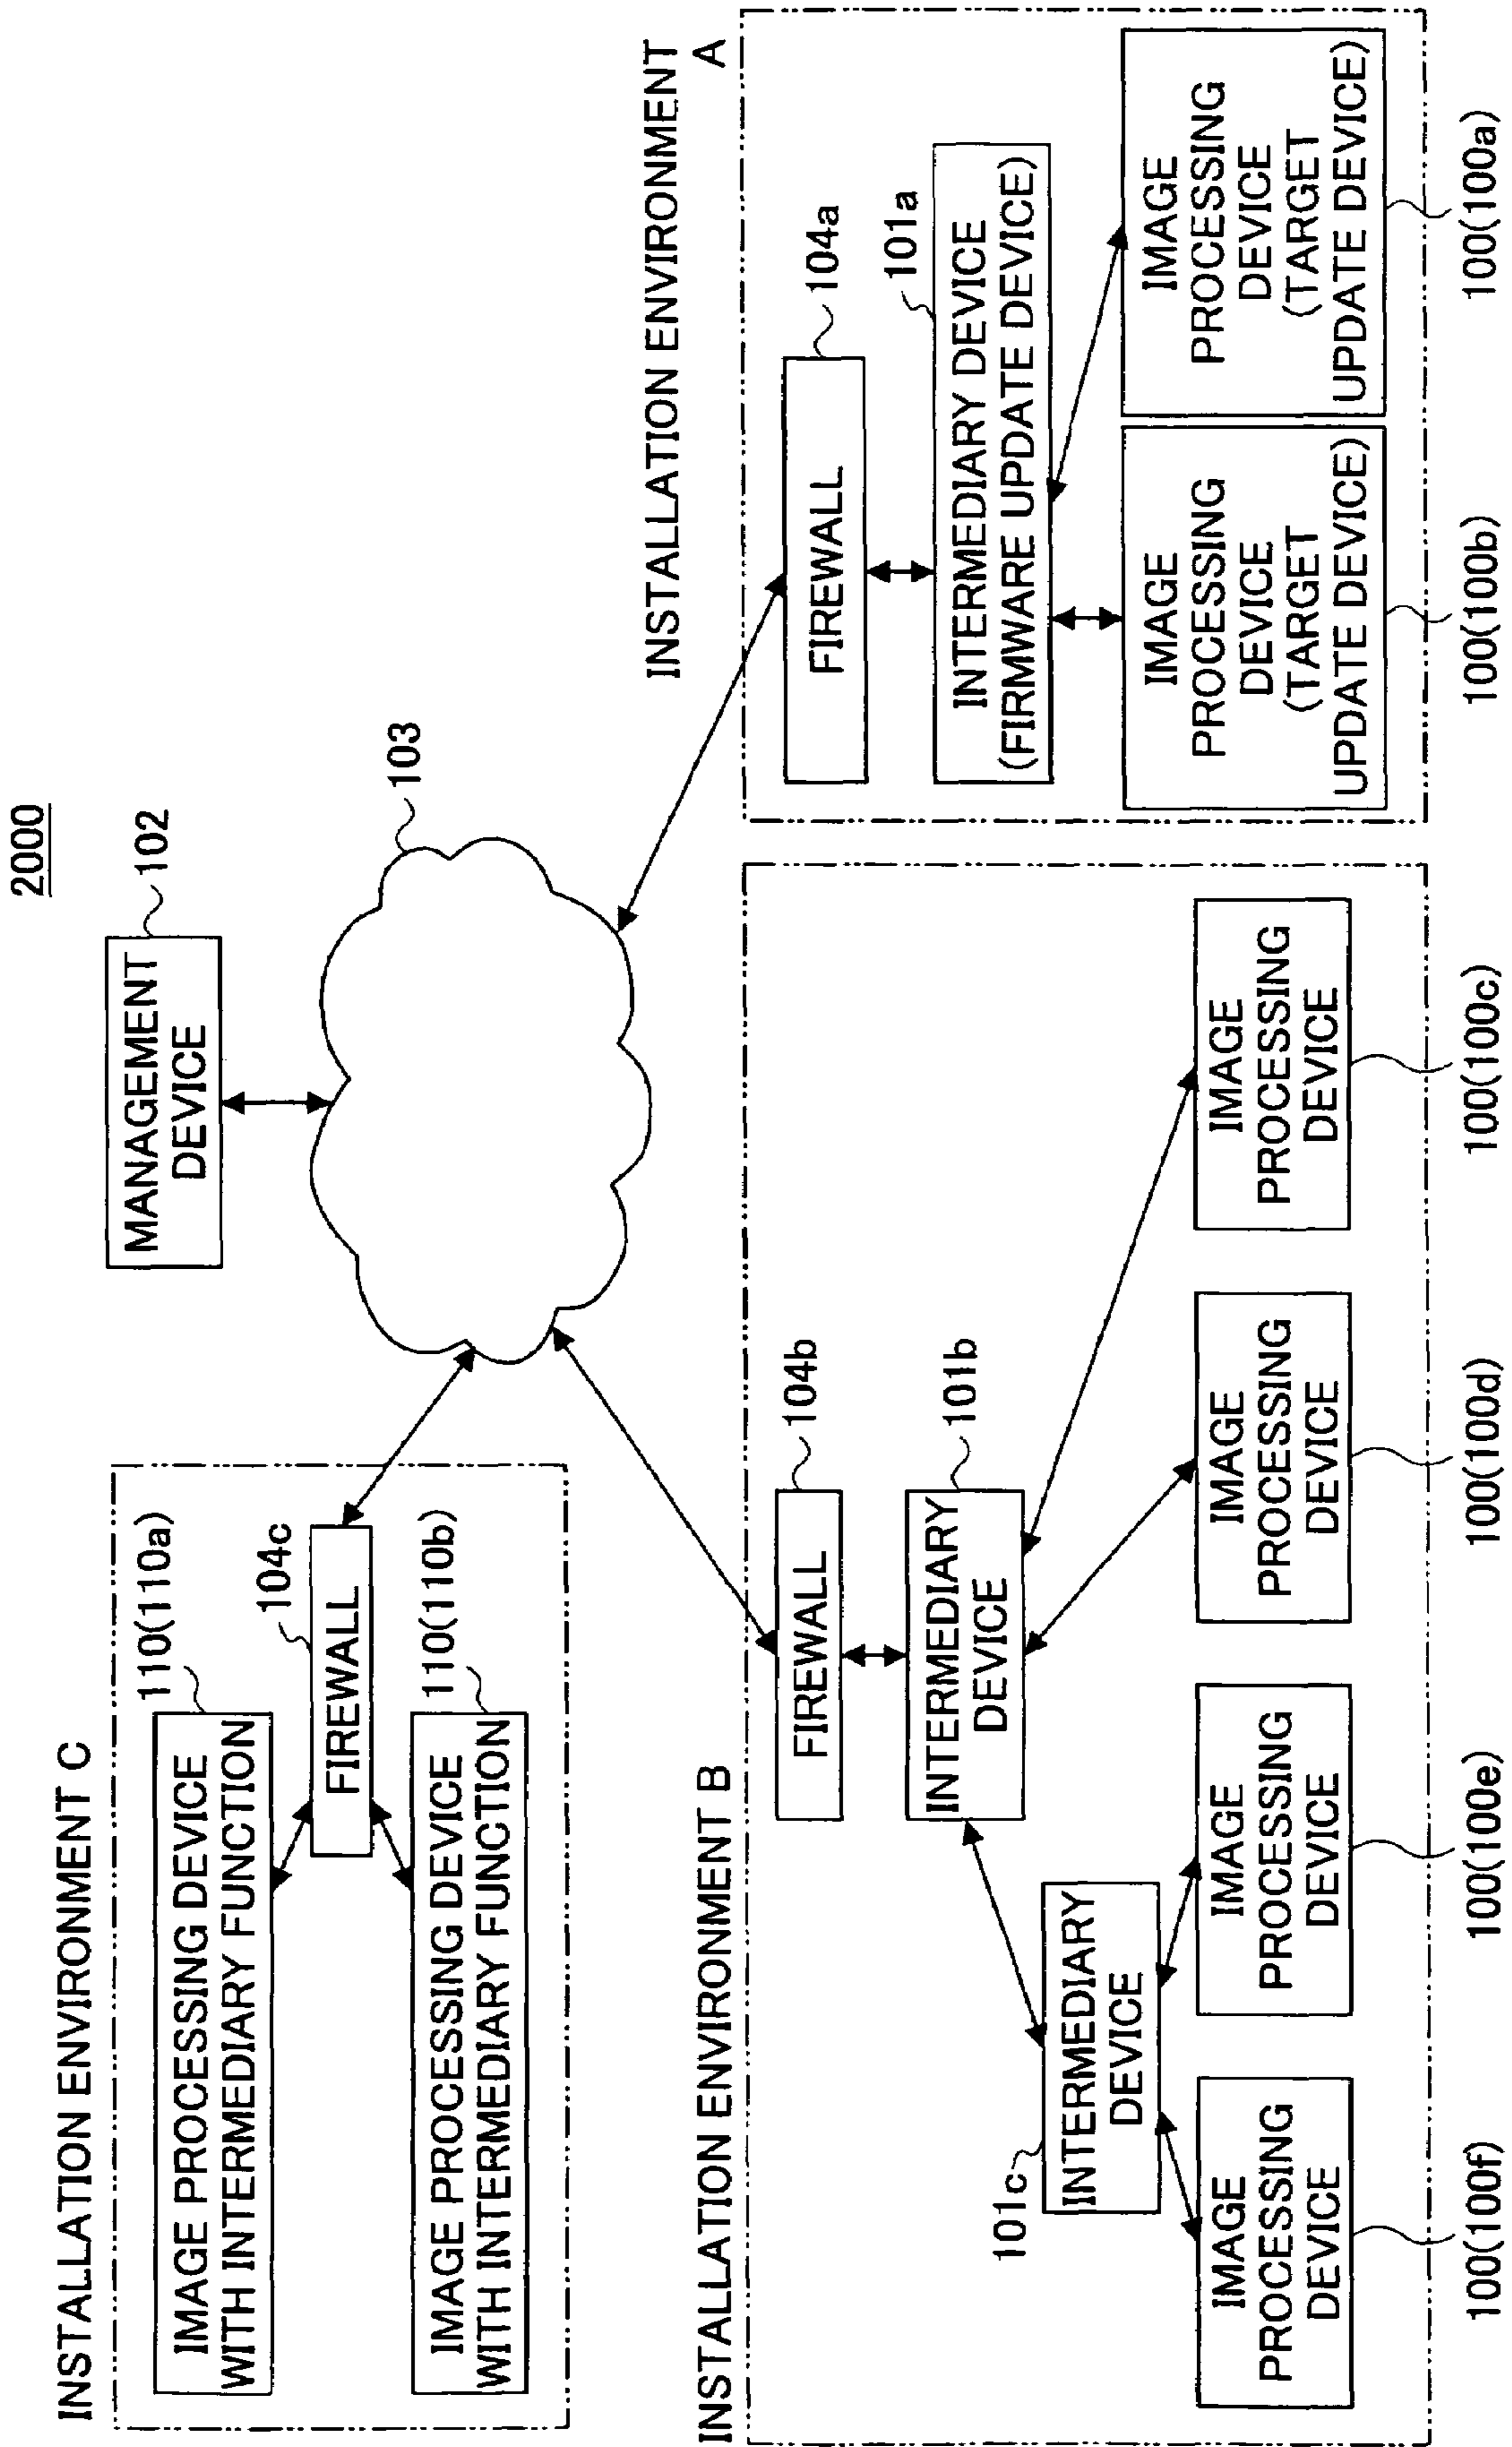 2000
MANAGEMENT
DEVICE
102
103
INSTALLATION ENVIRONMENT C
IMAGE PROCESSING DEVICE
WITH INTERMEDIARY FUNCTION
110(110a)
104c
FIREWALL
IMAGE PROCESSING DEVICE
WITH INTERMEDIARY FUNCTION
110(110b)
INSTALLATION ENVIRONMENT B
FIREWALL
104b
INTERMEDIARY
DEVICE
101b
101c
INTERMEDIARY
DEVICE
IMAGE
PROCESSING
DEVICE
100(100f)
IMAGE
PROCESSING
DEVICE
100(100e)
IMAGE
PROCESSING
DEVICE
100(100d)
IMAGE
PROCESSING
DEVICE
100(100c)
INSTALLATION ENVIRONMENT
A
FIREWALL
104a
INTERMEDIARY DEVICE
(FIRMWARE UPDATE DEVICE)
101a
IMAGE
PROCESSING
DEVICE
(TARGET
UPDATE DEVICE)
100(100b)
IMAGE
PROCESSING
DEVICE
(TARGET
UPDATE DEVICE)
100(100a)